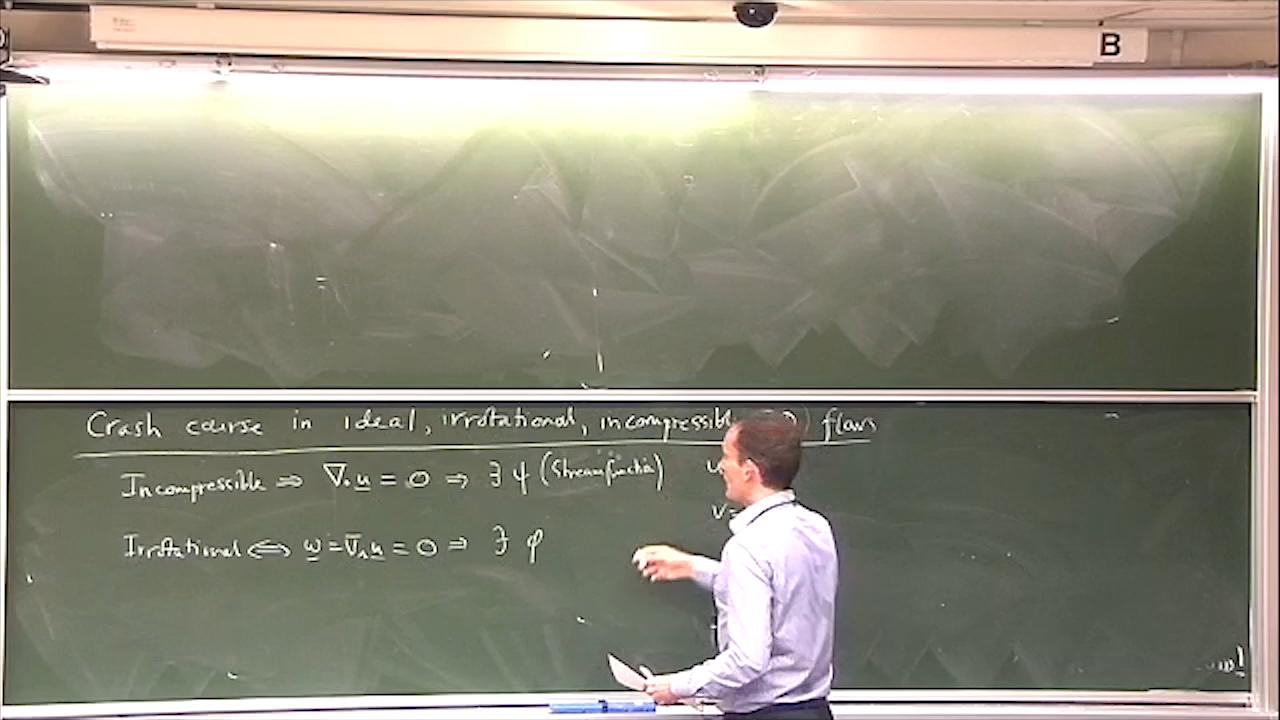 B
Crash course in ideal, irrotational, incompressible flows
Incompressible ⇒ ∇.u = 0 ⇒ ∃ ψ (Streamfunction)
v=
Irrotational ⇔ ω = ∇∧u = 0 ⇒ ∃ φ